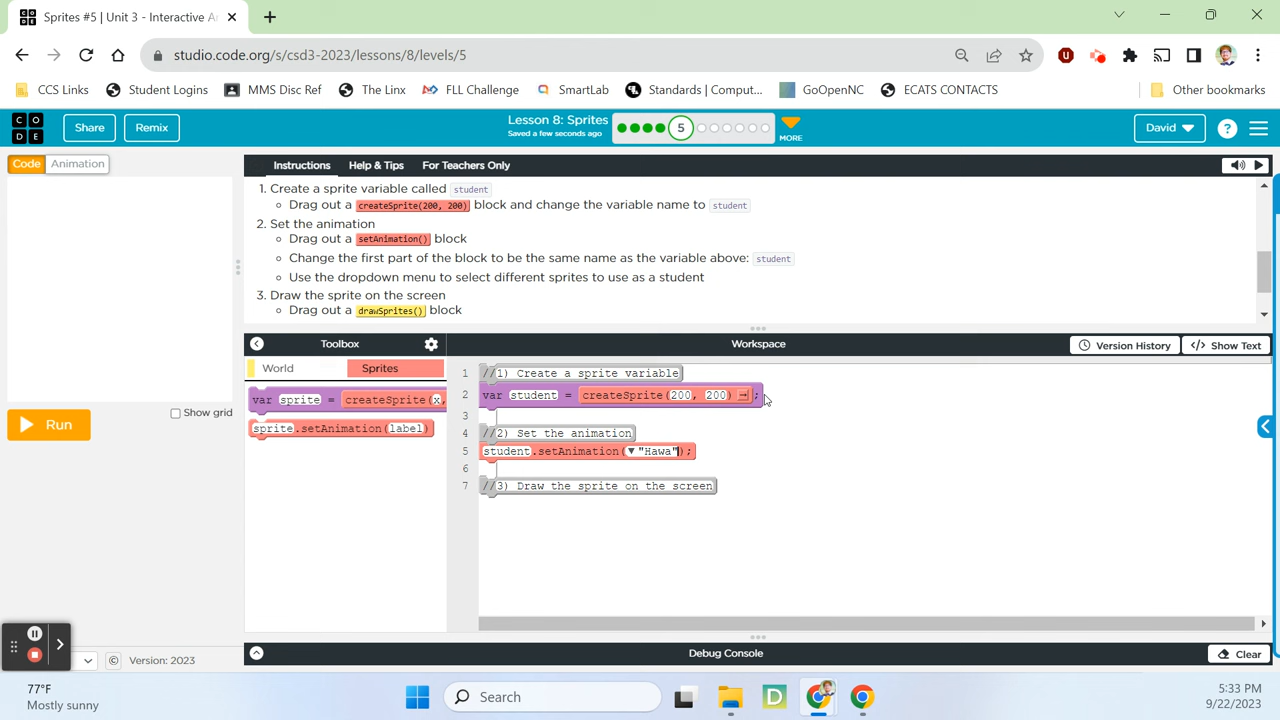 Sprites #5 | Unit 3 - Interactive Ar
studio.code.org/s/csd3-2023/lessons/8/levels/5
CCS Links
Student Logins
MMS Disc Ref
The Linx
FLL Challenge
SmartLab
Standards | Comput...
GoOpenNC
ECATS CONTACTS
Other bookmarks
CODE
Share
Remix
Lesson 8: Sprites
Saved a few seconds ago
5
MORE
David
?
Code
Animation
Instructions
Help & Tips
For Teachers Only
1. Create a sprite variable called student
Drag out a createSprite(200, 200) block and change the variable name to student
2. Set the animation
Drag out a setAnimation() block
Change the first part of the block to be the same name as the variable above: student
Use the dropdown menu to select different sprites to use as a student
3. Draw the sprite on the screen
Drag out a drawSprites() block
Toolbox
Workspace
Version History
</> Show Text
World
Sprites
var sprite = createSprite(x,
sprite.setAnimation(label)
1 //1) Create a sprite variable
2 var student = createSprite(200, 200);
3
4 //2) Set the animation
5 student.setAnimation("Hawa");
6
7 //3) Draw the sprite on the screen
Show grid
Run
Version: 2023
Debug Console
Clear
77°F
Mostly sunny
Search
5:33 PM
9/22/2023